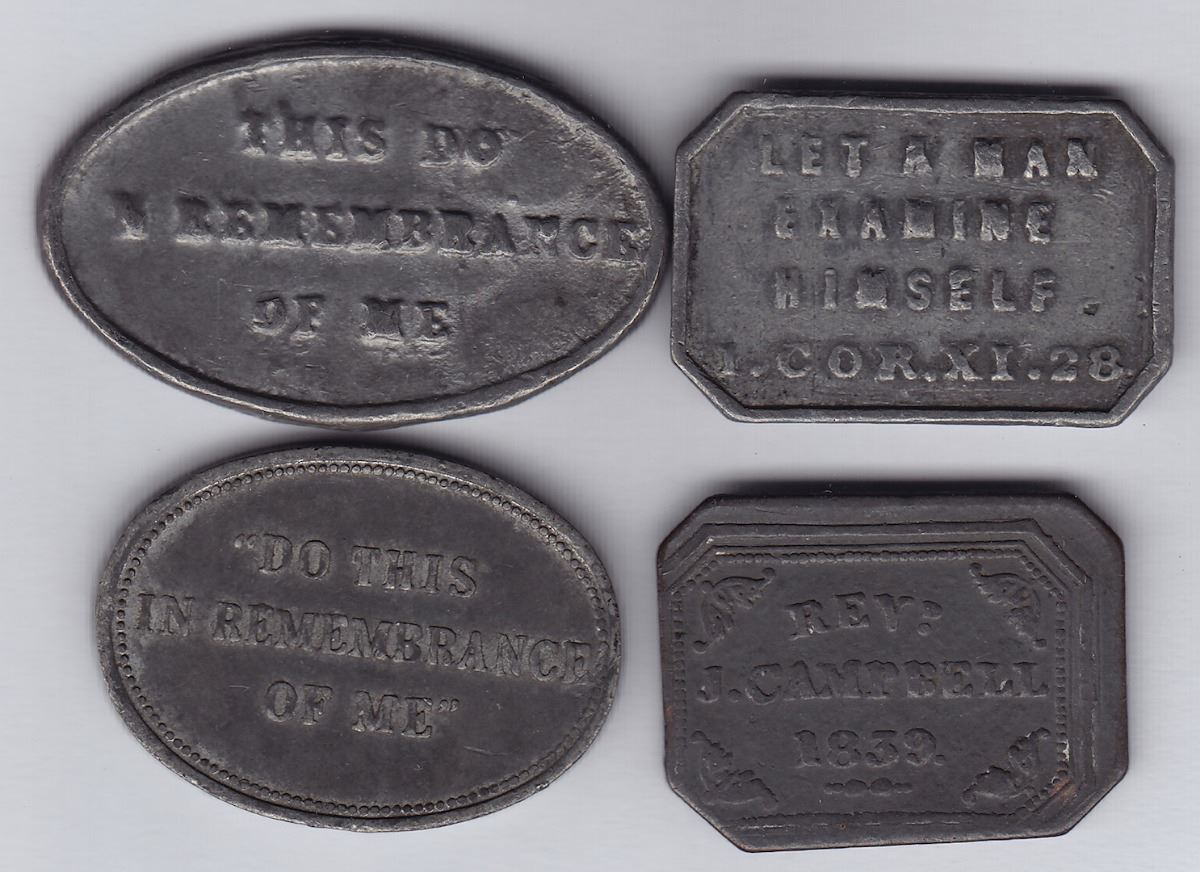 THIS DO
N REMEMBRANCE
OF ME
LET A MAN
EXAMINE
HIMSELF.
1.COR.XI.28.
"DO THIS
IN REMEMBRANCE
OF ME"
REV:
J.CAMPBELL
1839.